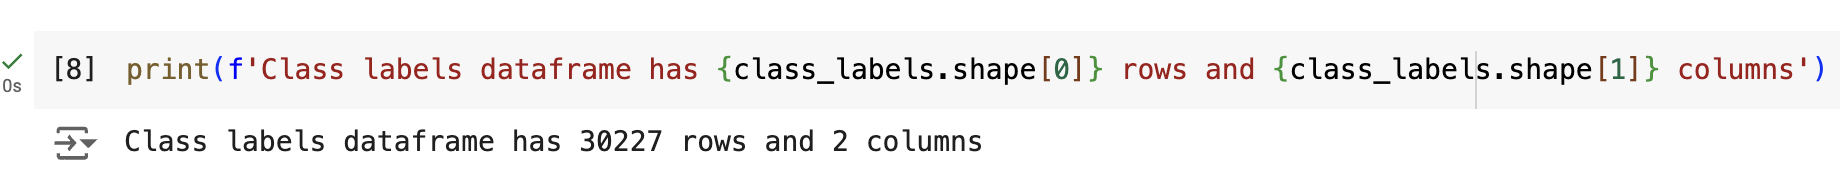 [8] print(f'Class labels dataframe has {class_labels.shape[0]} rows and {class_labels.shape[1]} columns')
0s
Class labels dataframe has 30227 rows and 2 columns